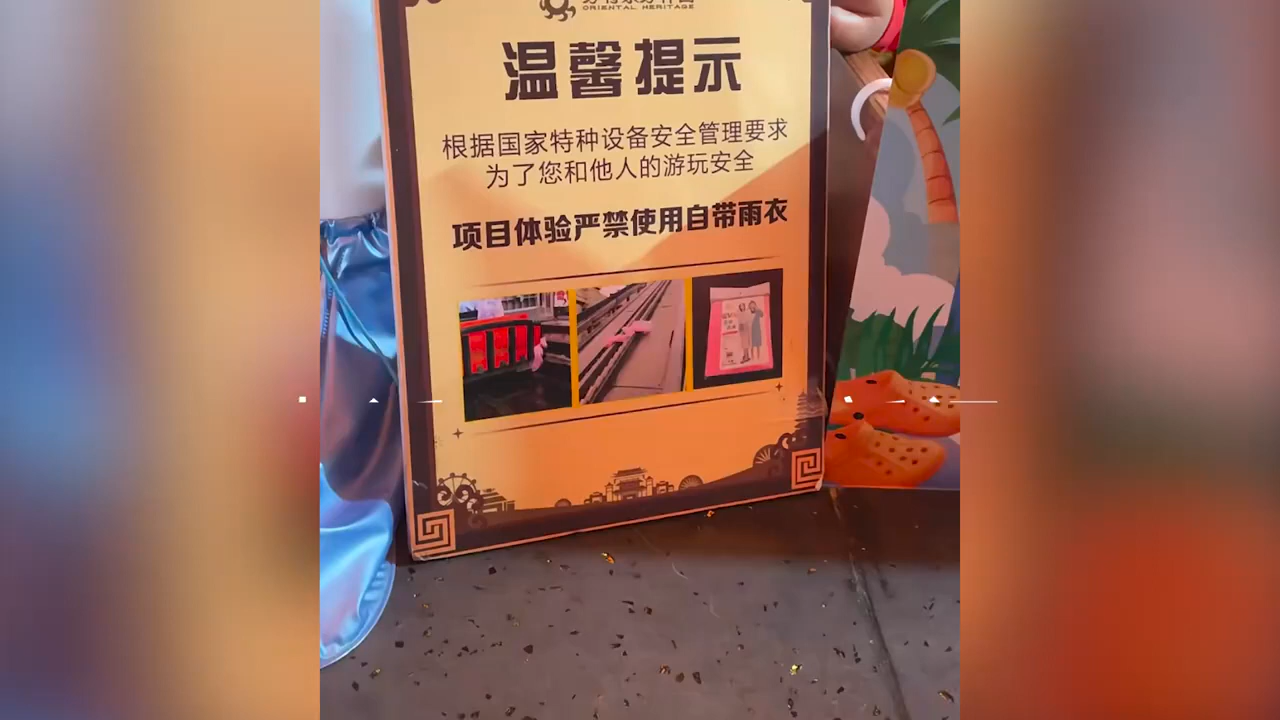 ORIENTAL HERITAGE
温馨提示
根据国家特种设备安全管理要求
为了您和他人的游玩安全
项目体验严禁使用自带雨衣